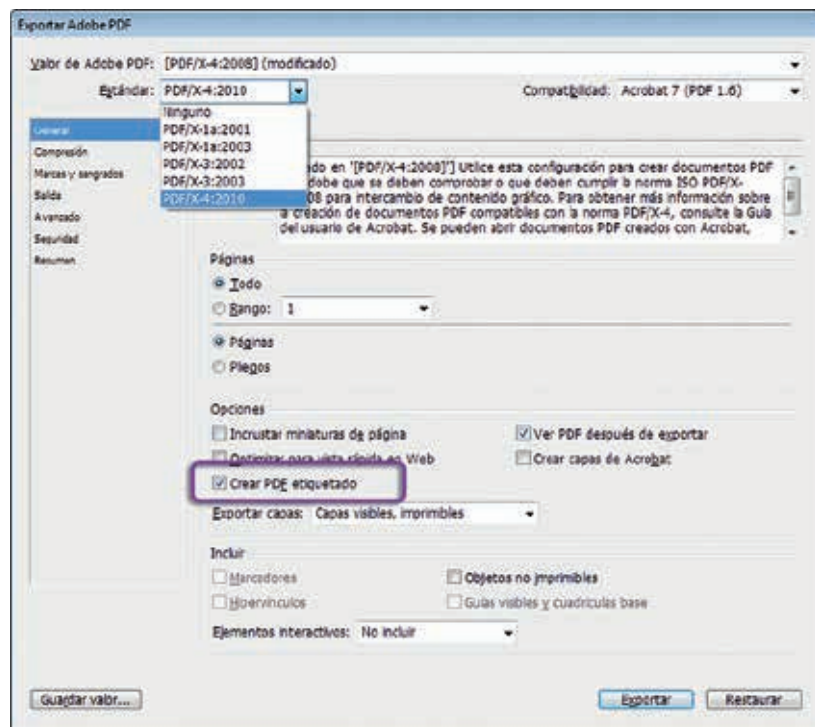 Exportar Adobe PDF
Valor de Adobe PDF: [PDF/X-4:2008] (modificado)
Estándar: PDF/X-4:2010 Compatibilidad: Acrobat 7 (PDF 1.6)
Ninguno
PDF/X-1a:2001
PDF/X-1a:2003
PDF/X-3:2002
PDF/X-3:2003
PDF/X-4:2010
General
Compresión
Marcas y sangrados
Salida
Avanzado
Seguridad
Resumen
do en '[PDF/X-4:2008]'] Utilice esta configuración para crear documentos PDF
dobe que se deben comprobar o que deben cumplir la norma ISO PDF/X-
08 para intercambio de contenido gráfico. Para obtener más información sobre
a creación de documentos PDF compatibles con la norma PDF/X-4, consulte la Guía
del usuario de Acrobat. Se pueden abrir documentos PDF creados con Acrobat,
Páginas
Todo
Rango: 1
Páginas
Pliegos
Opciones
Incrustar miniaturas de página Ver PDF después de exportar
Optimizar para vista rápida en Web Crear capas de Acrobat
Crear PDF etiquetado
Exportar capas: Capas visibles, imprimibles
Incluir
Marcadores Objetos no imprimibles
Hipervínculos Guías visibles y cuadrículas base
Elementos interactivos: No incluir
Guardar valor... Exportar Restaurar